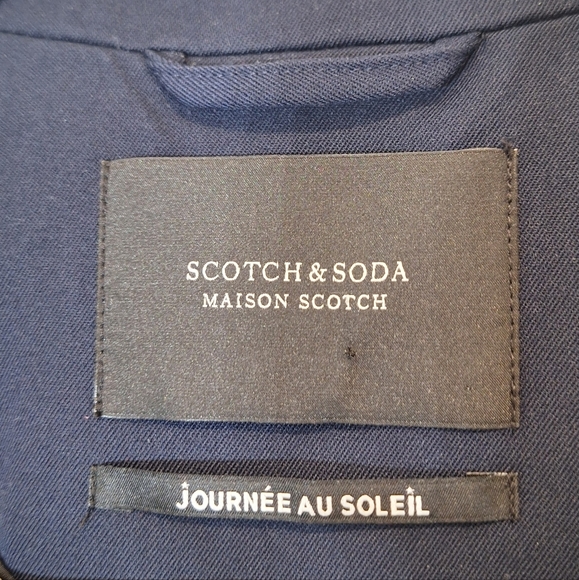 SCOTCH & SODA
MAISON SCOTCH
JOURNÉE AU SOLEIL